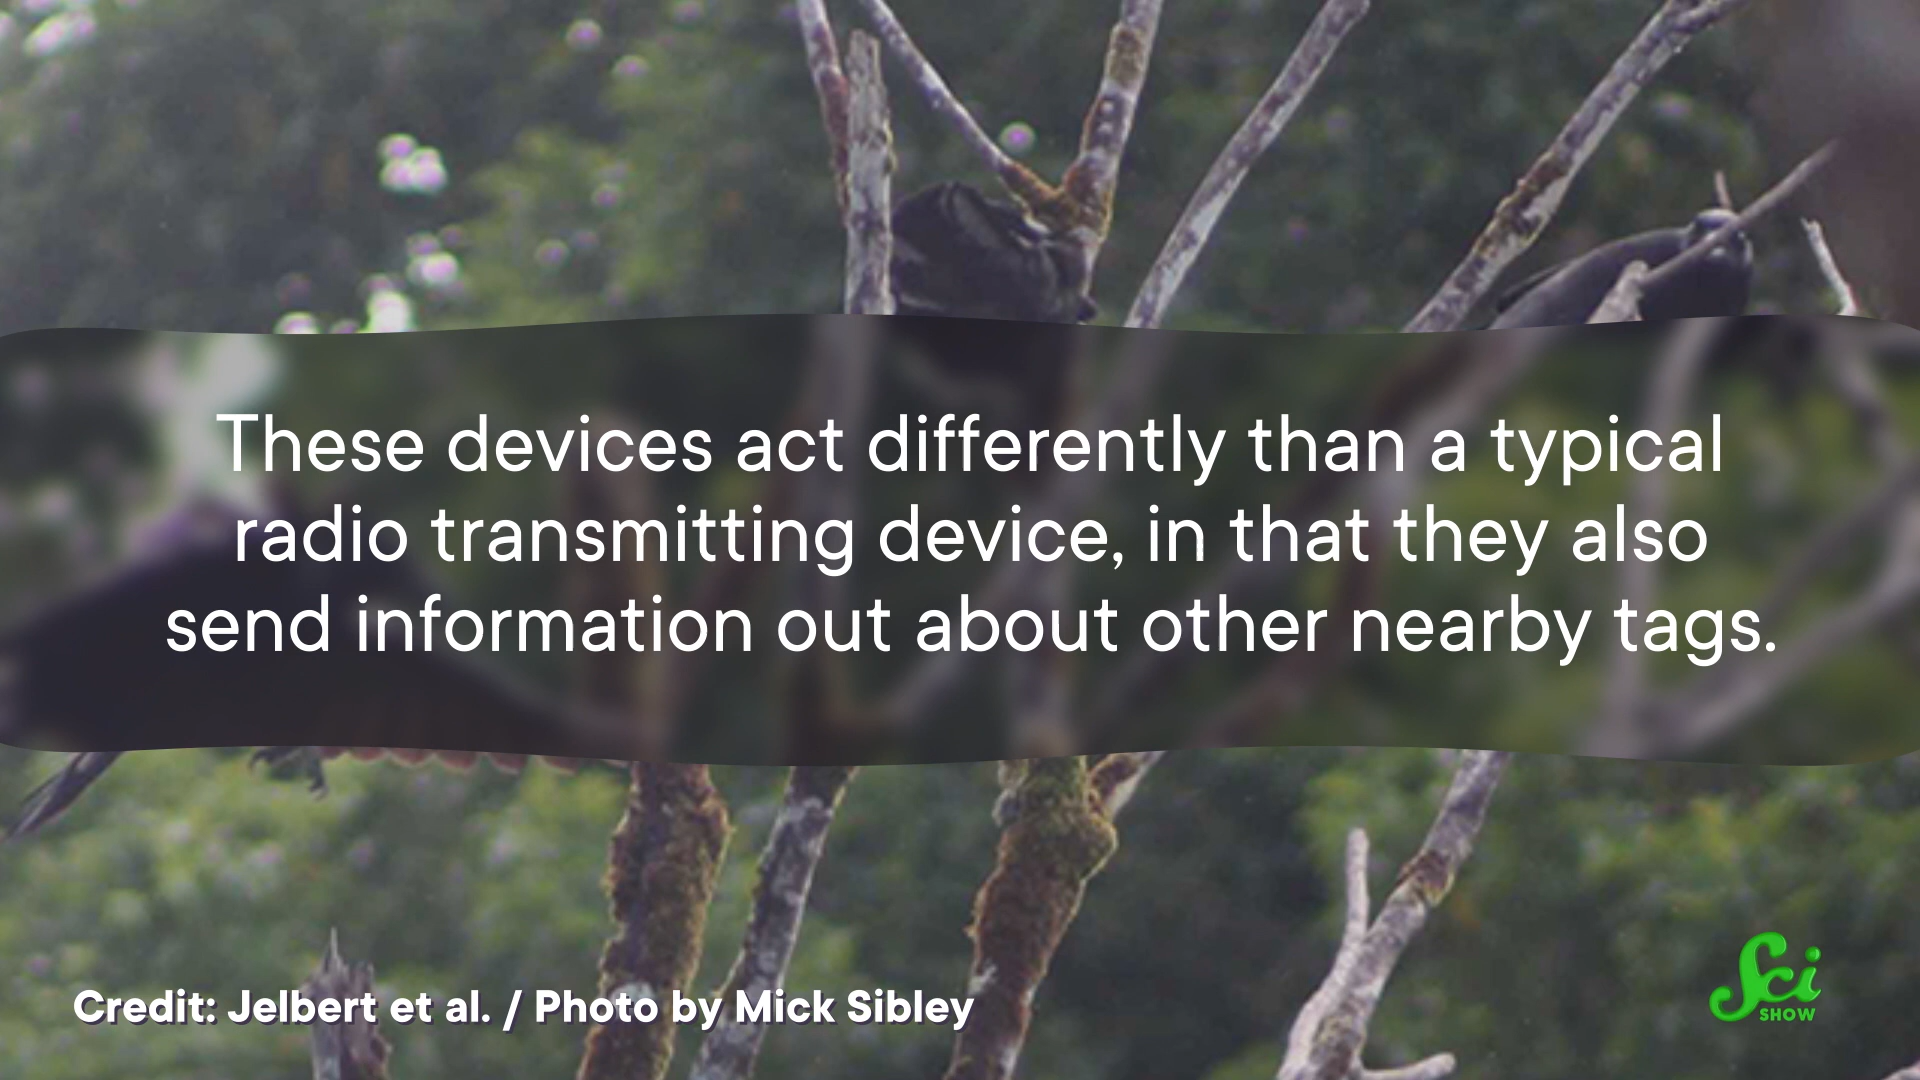 These devices act differently than a typical
radio transmitting device, in that they also
send information out about other nearby tags.
Credit: Jelbert et al. / Photo by Mick Sibley
Sci
SHOW